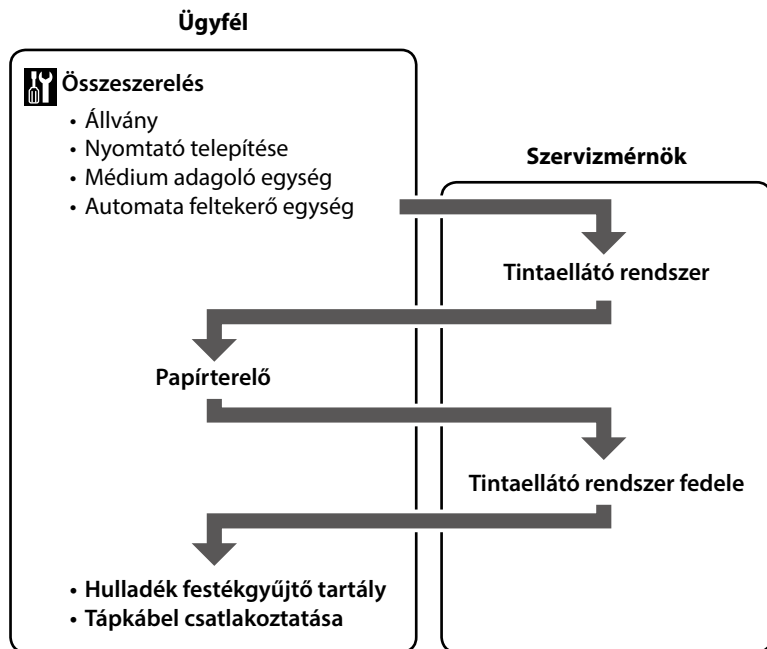 Ügyfél
Összeszerelés
• Állvány
• Nyomtató telepítése
• Médium adagoló egység
• Automata feltekerő egység
Szervizmérnök
Tintaellátó rendszer
Papírterelő
Tintaellátó rendszer fedele
• Hulladék festékgyűjtő tartály
• Tápkábel csatlakoztatása